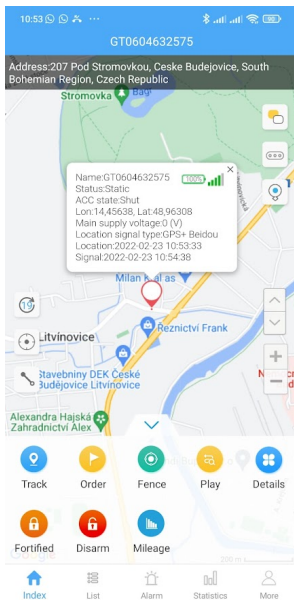 10:53
GT0604632575
Address:207 Pod Stromovkou, Ceske Budejovice, South
Bohemian Region, Czech Republic
Stromovka
Bagr
Name:GT0604632575
100%
Status:Static
ACC state:Shut
Lon:14,45638, Lat:48,96308
Main supply voltage:0 (V)
Location signal type:GPS+ Beidou
Location:2022-02-23 10:53:33
Signal:2022-02-23 10:54:38
Milan K
19
Litvínovice
Řeznictví Frank
Stavebniny DEK České
Budějovice Litvínovice
Alexandra Hajská
Zahradnictví Alex
Track
Order
Fence
Play
Details
Fortified
Disarm
Mileage
Index
List
Alarm
Statistics
More